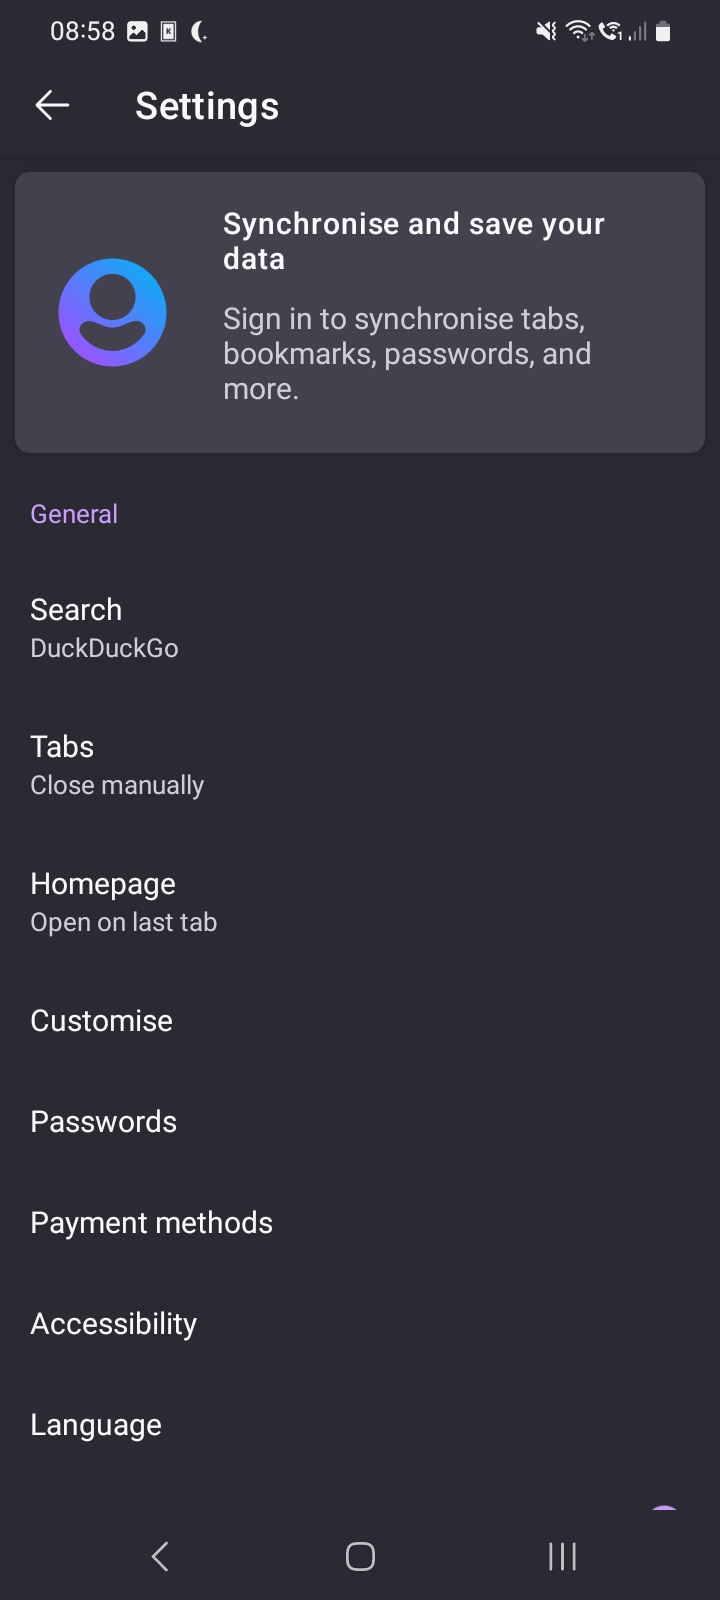 08:58
Settings
Synchronise and save your
data
Sign in to synchronise tabs,
bookmarks, passwords, and
more.
General
Search
DuckDuckGo
Tabs
Close manually
Homepage
Open on last tab
Customise
Passwords
Payment methods
Accessibility
Language